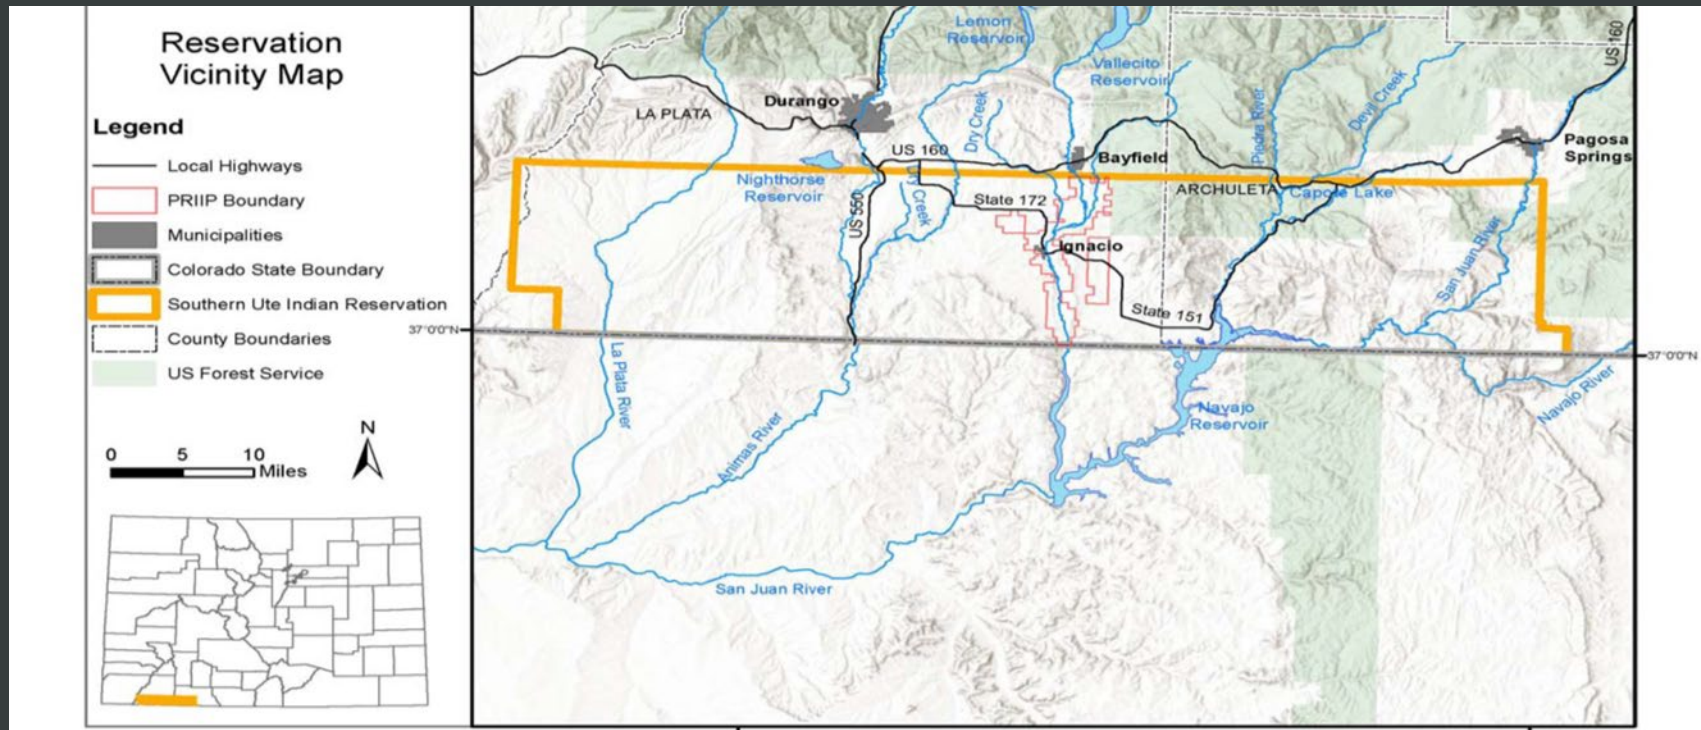 Reservation
Vicinity Map
Legend
Local Highways
PRIIP Boundary
Municipalities
Colorado State Boundary
Southern Ute Indian Reservation
County Boundaries
US Forest Service
N
0 5 10
Miles
Lemon
Reservoir
Vallecito
Reservoir
US 160
Durango
LA PLATA
Dry Creek
Piedra River
Devil Creek
Pagosa
Springs
US 160
Bayfield
Nighthorse
Reservoir
ARCHULETA
Capote Lake
US 550
Creek
State 172
Ignacio
San Juan River
State 151
37°0'0"N
37°0'0"N
La Plata River
Animas River
Navajo
Reservoir
Navajo River
San Juan River